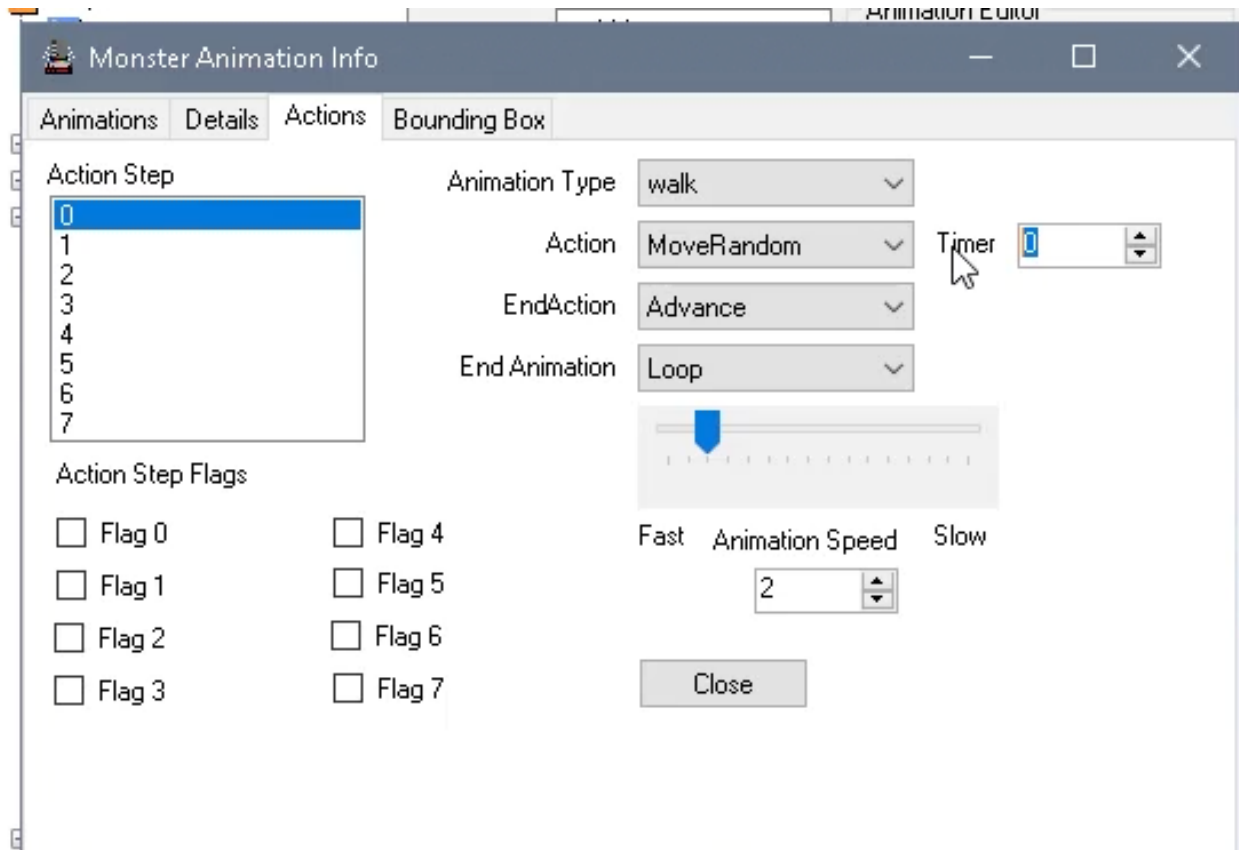 Animation Editor
Monster Animation Info
Animations Details Actions Bounding Box
Action Step
0
1
2
3
4
5
6
7
Animation Type walk
Action MoveRandom Timer 0
EndAction Advance
End Animation Loop
Fast Animation Speed Slow
2
Action Step Flags
Flag 0 Flag 4
Flag 1 Flag 5
Flag 2 Flag 6
Flag 3 Flag 7
Close